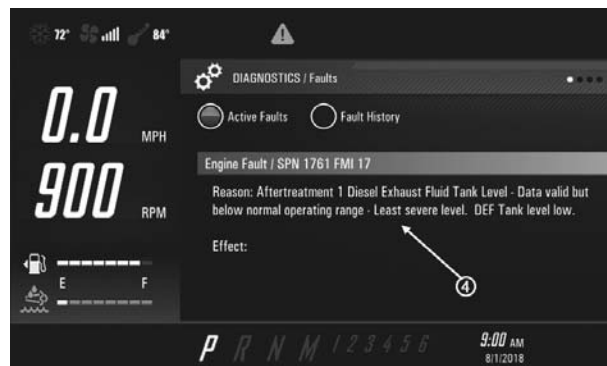 72° 84°
DIAGNOSTICS / Faults
Active Faults Fault History
0.0 MPH
Engine Fault / SPN 1761 FMI 17
Reason: Aftertreatment 1 Diesel Exhaust Fluid Tank Level - Data valid but
below normal operating range - Least severe level. DEF Tank level low.
900 RPM
Effect:
4
E F
P R N M 1 2 3 4 5 6
9:00 AM
8/1/2018